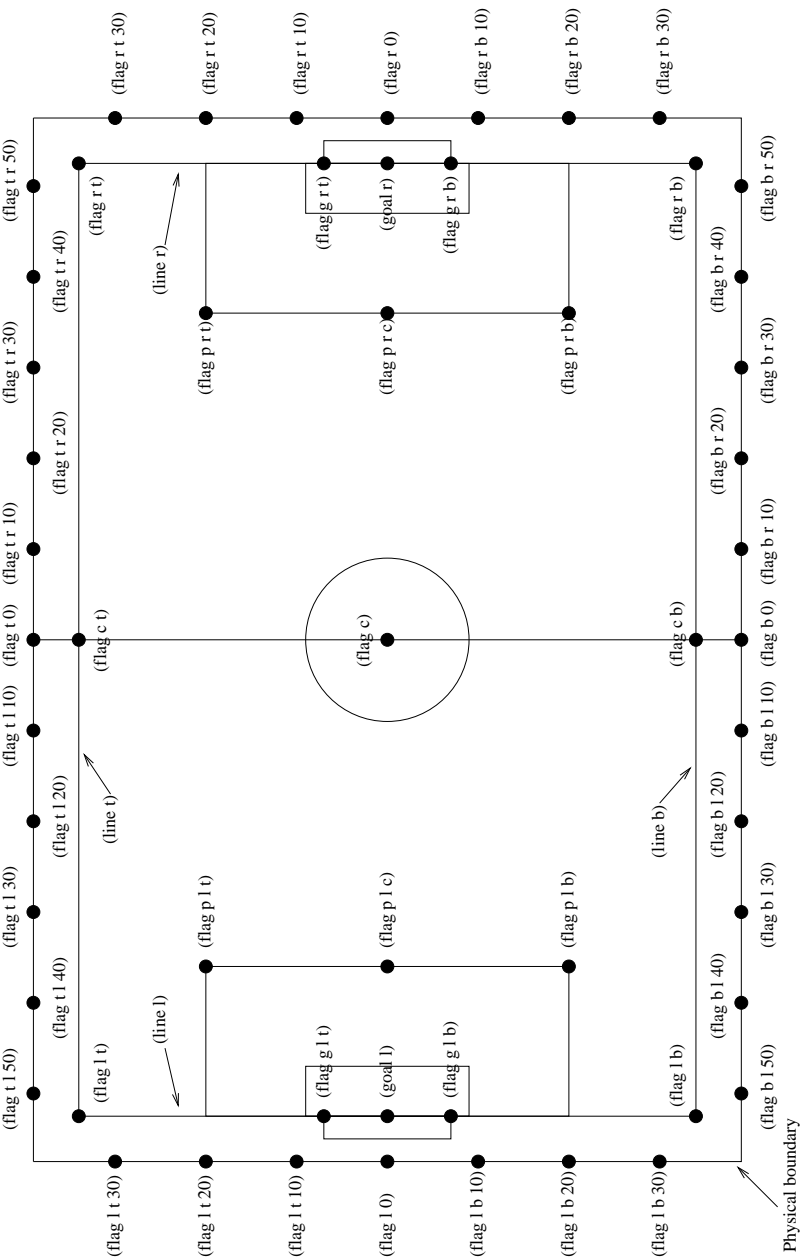 (flag t l 50)
(flag t l 40)
(flag t l 30)
(flag t l 20)
(flag t l 10)
(flag t 0)
(flag t r 10)
(flag t r 20)
(flag t r 30)
(flag t r 40)
(flag t r 50)
(flag l t)
(line t)
(flag c t)
(flag r t)
(flag l t 30)
(flag r t 30)
(line l)
(line r)
(flag l t 20)
(flag p l t)
(flag p r t)
(flag r t 20)
(flag l t 10)
(flag g l t)
(flag g r t)
(flag r t 10)
(flag l 0)
(goal l)
(flag p l c)
(flag c)
(flag p r c)
(goal r)
(flag r 0)
(flag l b 10)
(flag g l b)
(flag g r b)
(flag r b 10)
(flag l b 20)
(flag p l b)
(flag p r b)
(flag r b 20)
(flag l b 30)
(flag r b 30)
(flag l b)
(line b)
(flag c b)
(flag r b)
(flag b l 50)
(flag b l 40)
(flag b l 30)
(flag b l 20)
(flag b l 10)
(flag b 0)
(flag b r 10)
(flag b r 20)
(flag b r 30)
(flag b r 40)
(flag b r 50)
Physical boundary